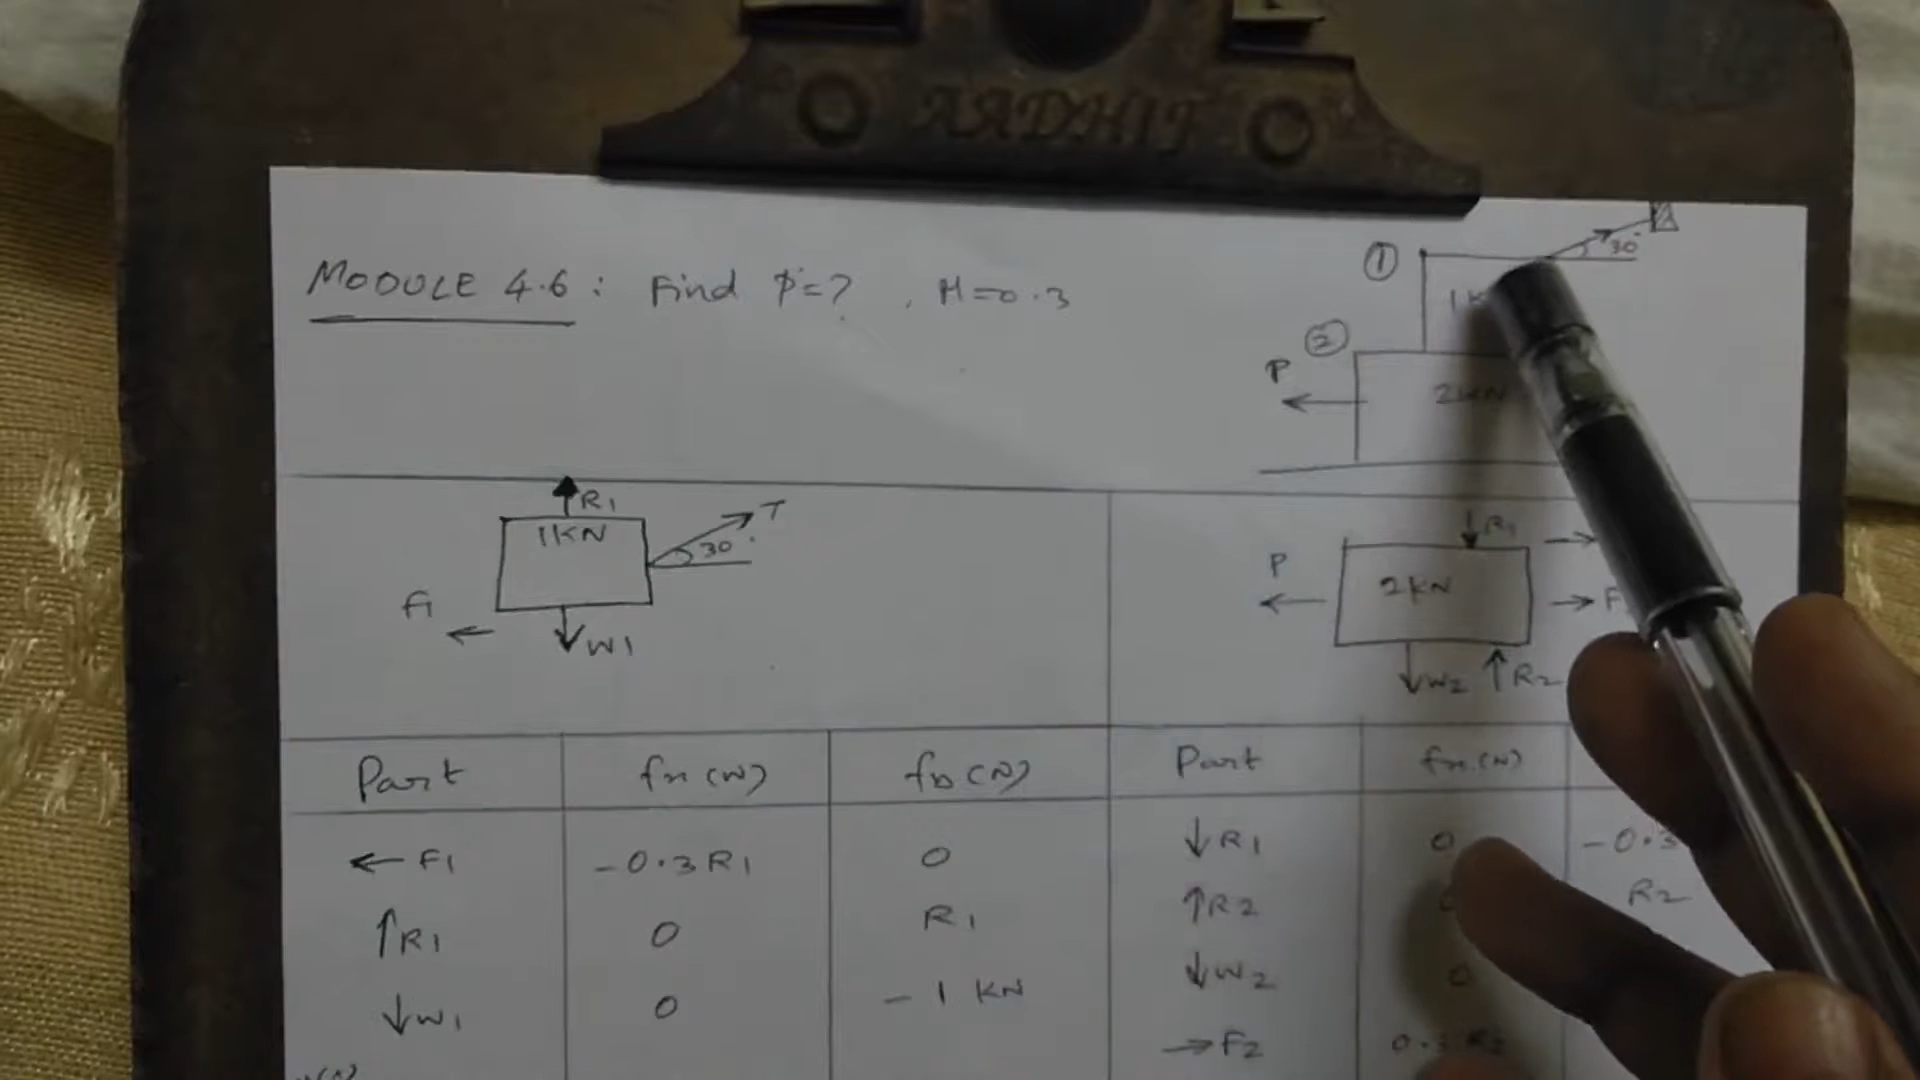 AADHIT
MODULE 4.6: Find P=? , M=0.3
① 30°
1K
②
P
2KN
R1
1KN T
30°
F1
W1
R1
P
2KN F
W2 R2
Part fx (N) fy (N) Part fx (N)
← F1 -0.3R1 0 ↓R1 0 -0.3
↑R1 0 R1 ↑R2 0 R2
↓W1 0 -1 KN ↓W2 0
→F2